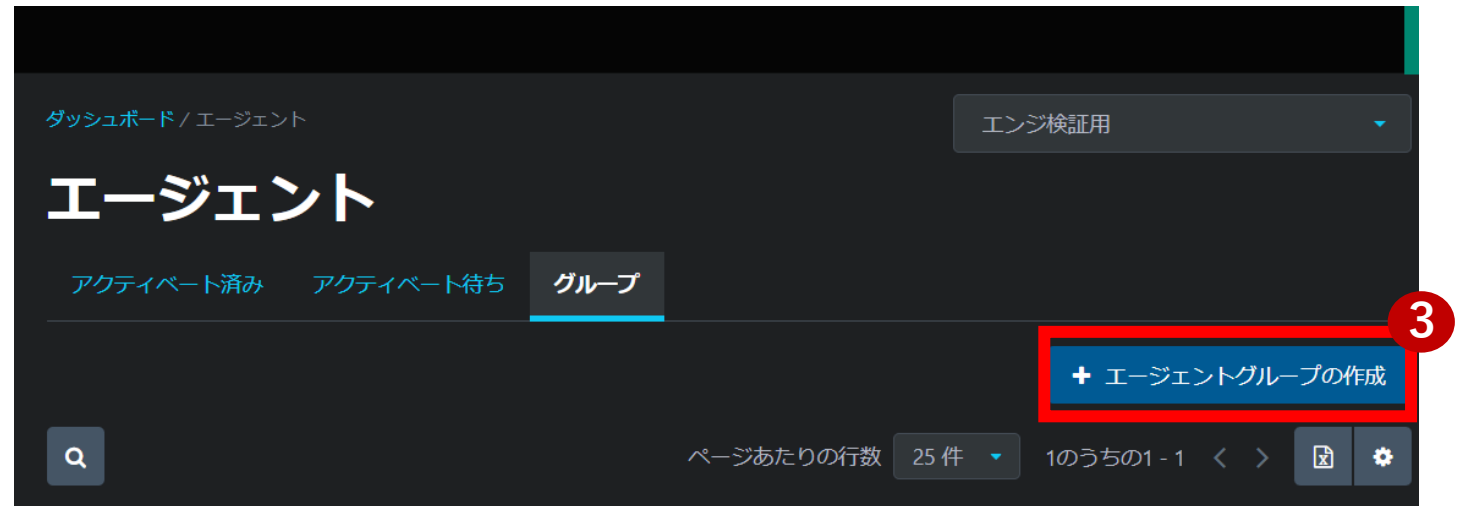 ダッシュボード / エージェント
エンジ検証用
エージェント
アクティベート済み アクティベート待ち グループ
3
+ エージェントグループの作成
ページあたりの行数 25 件 1のうちの1 - 1